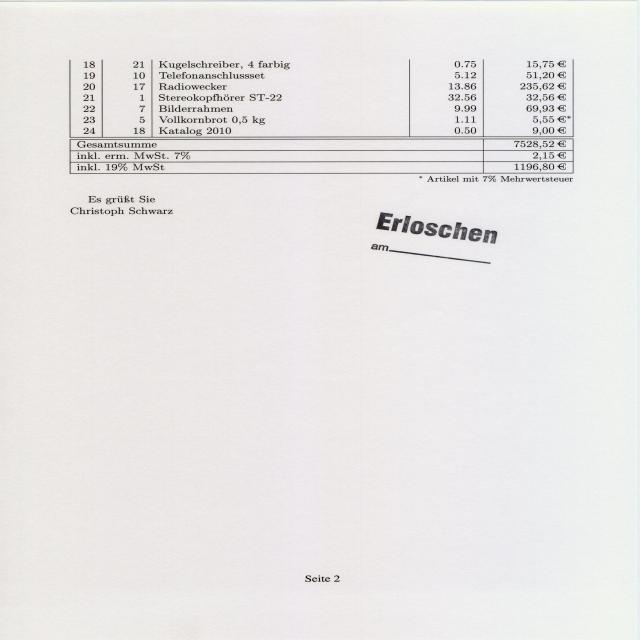 18 21 Kugelschreiber, 4 farbig 0.75 15,75 €
19 10 Telefonanschlussset 5.12 51,20 €
20 17 Radiowecker 13.86 235,62 €
21 1 Stereokopfhörer ST-22 32.56 32,56 €
22 7 Bilderrahmen 9.99 69,93 €
23 5 Vollkornbrot 0,5 kg 1.11 5,55 €*
24 18 Katalog 2010 0.50 9,00 €
Gesamtsumme 7528,52 €
inkl. erm. MwSt. 7% 2,15 €
inkl. 19% MwSt 1196,80 €
* Artikel mit 7% Mehrwertsteuer
Es grüßt Sie
Christoph Schwarz
Erloschen
am
Seite 2